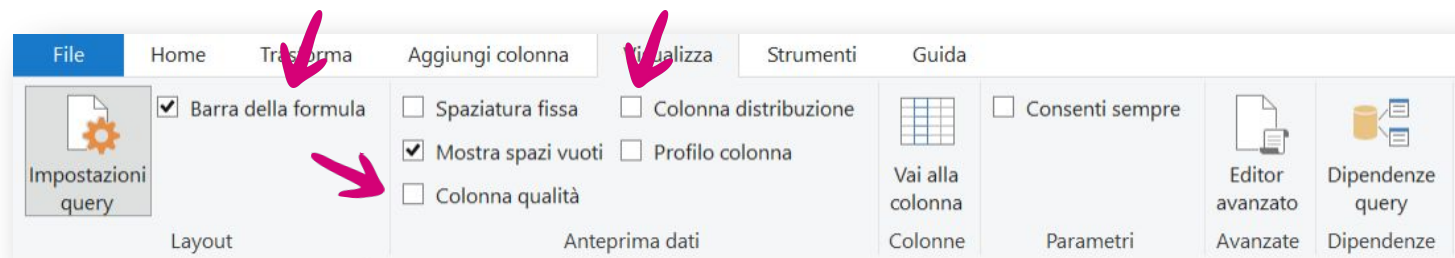 File Home Trasforma Aggiungi colonna Visualizza Strumenti Guida
Impostazioni
query
Barra della formula
Layout
Spaziatura fissa
Mostra spazi vuoti
Colonna qualità
Colonna distribuzione
Profilo colonna
Anteprima dati
Vai alla
colonna
Colonne
Consenti sempre
Parametri
Editor
avanzato
Avanzate
Dipendenze
query
Dipendenze